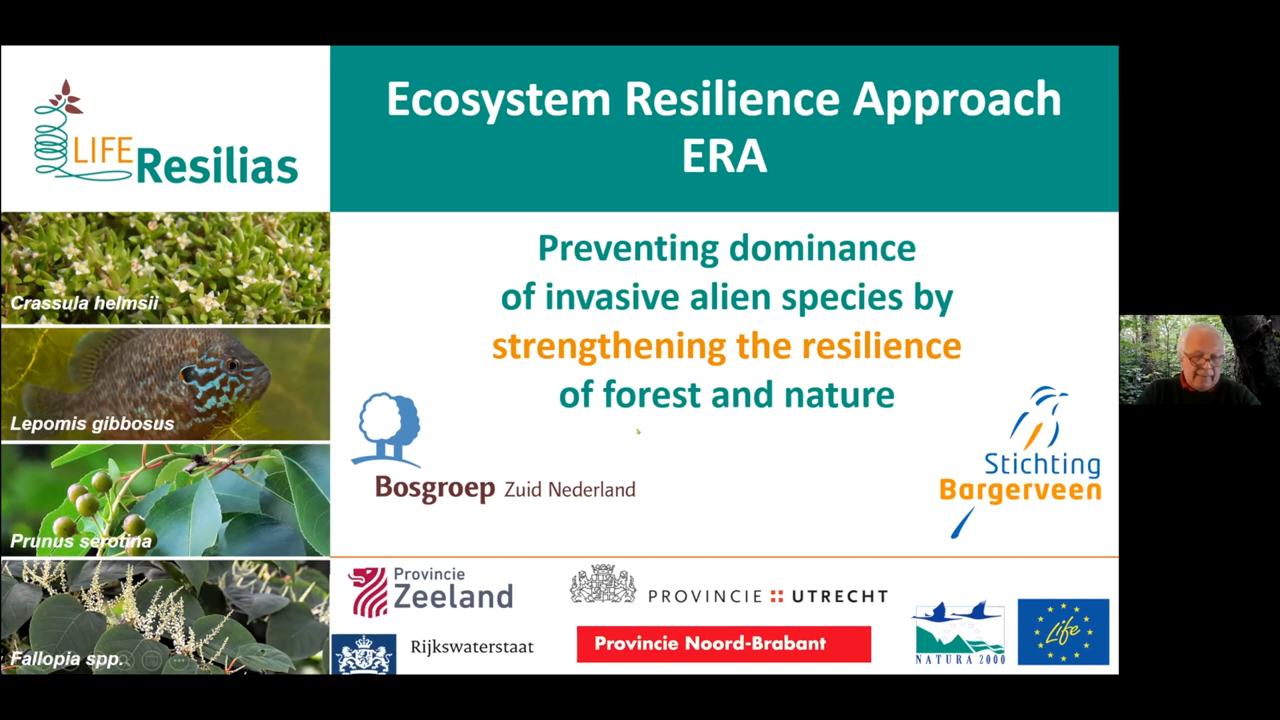 Ecosystem Resilience Approach
ERA
LIFE Resilias
Preventing dominance
of invasive alien species by
strengthening the resilience
of forest and nature
Crassula helmsii
Lepomis gibbosus
Prunus serotina
Fallopia spp.
Bosgroep Zuid Nederland
Stichting
Bargerveen
Provincie
Zeeland
PROVINCIE UTRECHT
Rijkswaterstaat
Provincie Noord-Brabant
NATURA 2000
Life